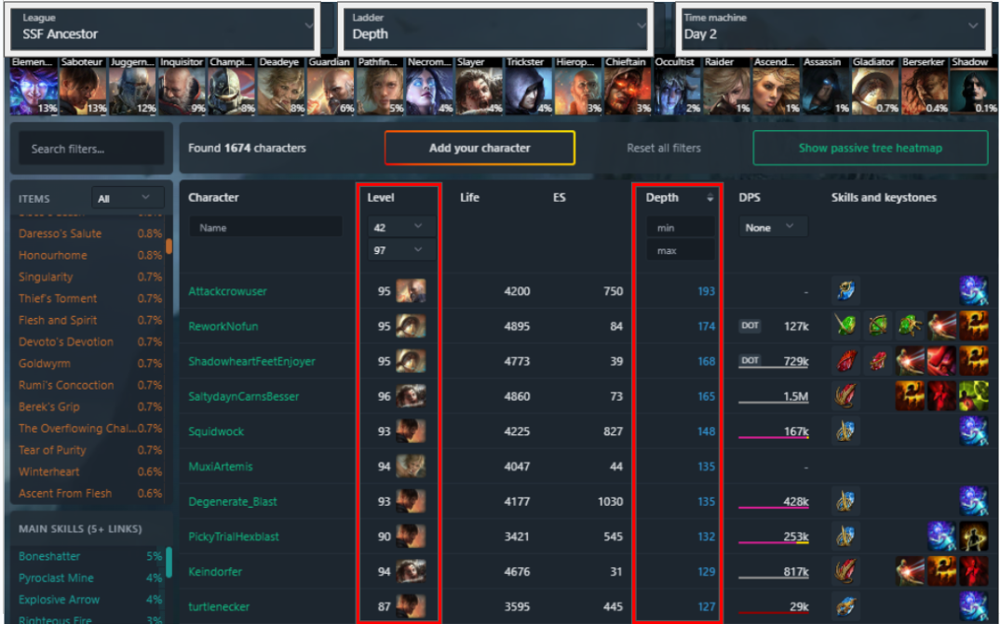 League
SSF Ancestor
Ladder
Depth
Time machine
Day 2
Elemen... Saboteur Juggern... Inquisitor Champi... Deadeye Guardian Pathfin... Necrom... Slayer Trickster Hierop... Chieftain Occultist Raider Ascend... Assassin Gladiator Berserker Shadow
13% 13% 12% 9% 8% 8% 6% 5% 4% 4% 4% 3% 3% 2% 1% 1% 1% 0.7% 0.4% 0.1%
Search filters...
Found 1674 characters
Add your character
Reset all filters
Show passive tree heatmap
ITEMS All
Daresso's Salute 0.8%
Honourhome 0.8%
Singularity 0.7%
Thief's Torment 0.7%
Flesh and Spirit 0.7%
Devoto's Devotion 0.7%
Goldwyrm 0.7%
Rumi's Concoction 0.7%
Berek's Grip 0.7%
The Overflowing Chal... 0.7%
Tear of Purity 0.7%
Winterheart 0.6%
Ascent From Flesh 0.6%
MAIN SKILLS (5+ LINKS)
Boneshatter 5%
Pyroclast Mine 4%
Explosive Arrow 4%
Righteous Fire 3%
Character Level Life ES Depth DPS Skills and keystones
Name 42 min None
97 max
Attackcrowuser 95 4200 750 193 -
ReworkNofun 95 4895 84 174 DOT 127k
ShadowheartFeetEnjoyer 95 4773 39 168 DOT 729k
SaltydaynCarnsBesser 96 4860 73 165 1.5M
Squidwock 93 4225 827 148 167k
MuxiArtemis 94 4047 44 135 -
Degenerate_Blast 93 4177 1030 135 428k
PickyTrialHexblast 90 3421 545 132 253k
Keindorfer 94 4676 31 129 817k
turtlenecker 87 3595 445 127 29k